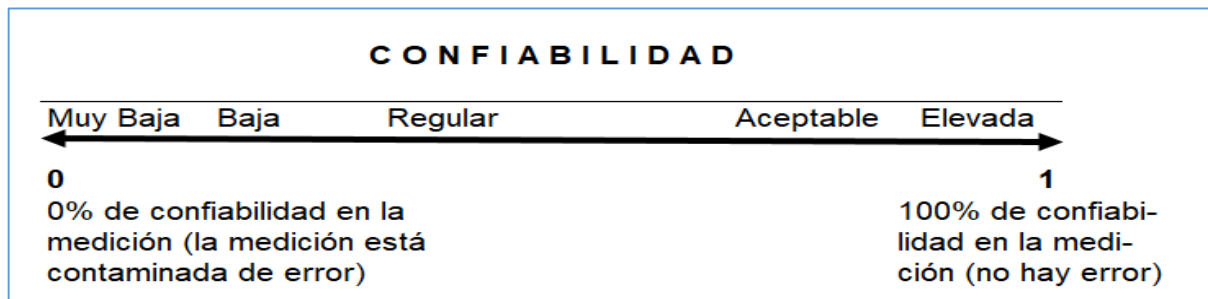 CONFIABILIDAD
Muy Baja Baja Regular Aceptable Elevada
0 1
0% de confiabilidad en la
medición (la medición está
contaminada de error)
100% de confiabi-
lidad en la medi-
ción (no hay error)